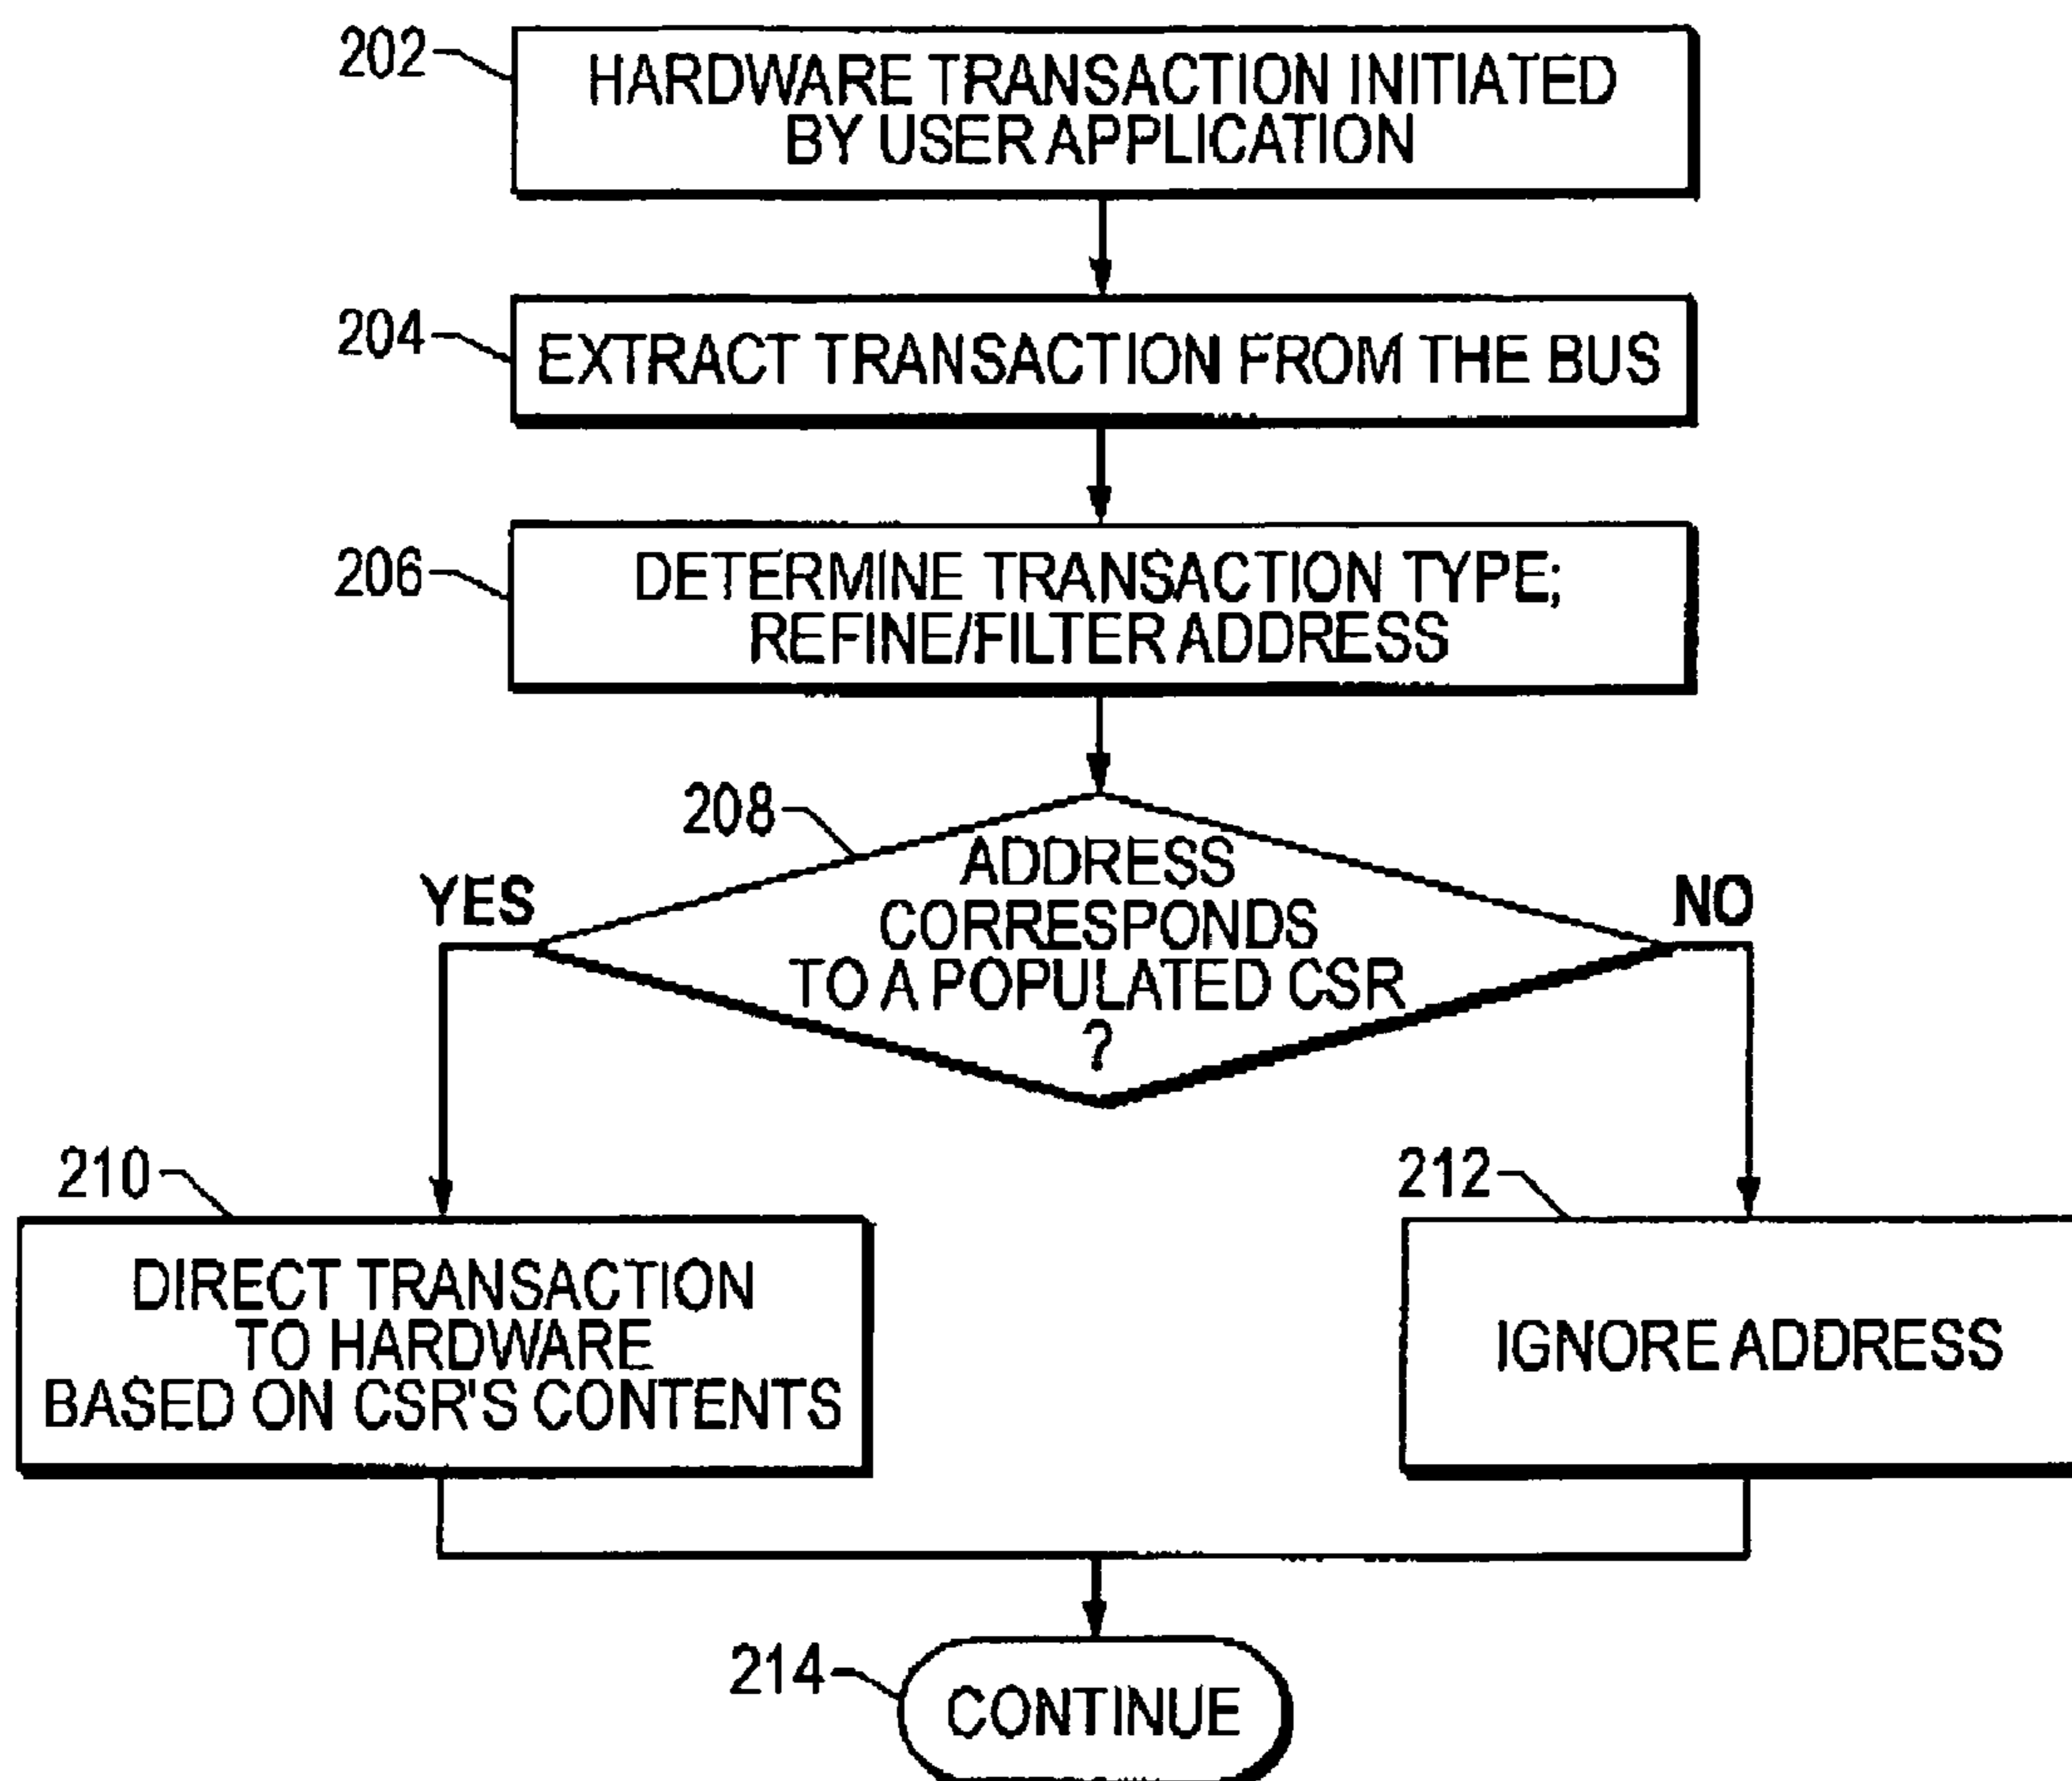 202
HARDWARE TRANSACTION INITIATED
BY USER APPLICATION
204
EXTRACT TRANSACTION FROM THE BUS
206
DETERMINE TRANSACTION TYPE;
REFINE/FILTER ADDRESS
208
ADDRESS
CORRESPONDS
TO A POPULATED CSR
?
YES
NO
210
DIRECT TRANSACTION
TO HARDWARE
BASED ON CSR'S CONTENTS
212
IGNORE ADDRESS
214
CONTINUE